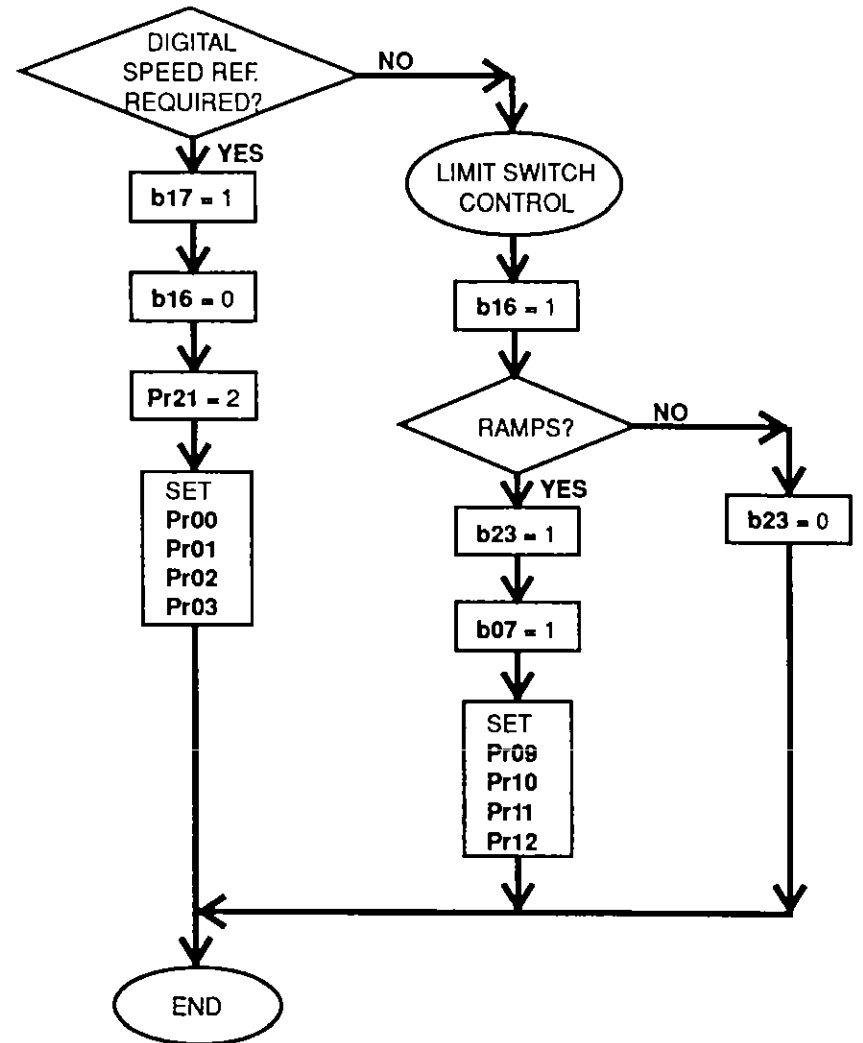 DIGITAL
SPEED REF.
REQUIRED?
NO
YES
b17 = 1
b16 = 0
Pr21 = 2
SET
Pr00
Pr01
Pr02
Pr03
LIMIT SWITCH
CONTROL
b16 = 1
RAMPS?
NO
YES
b23 = 1
b07 = 1
SET
Pr09
Pr10
Pr11
Pr12
b23 = 0
END